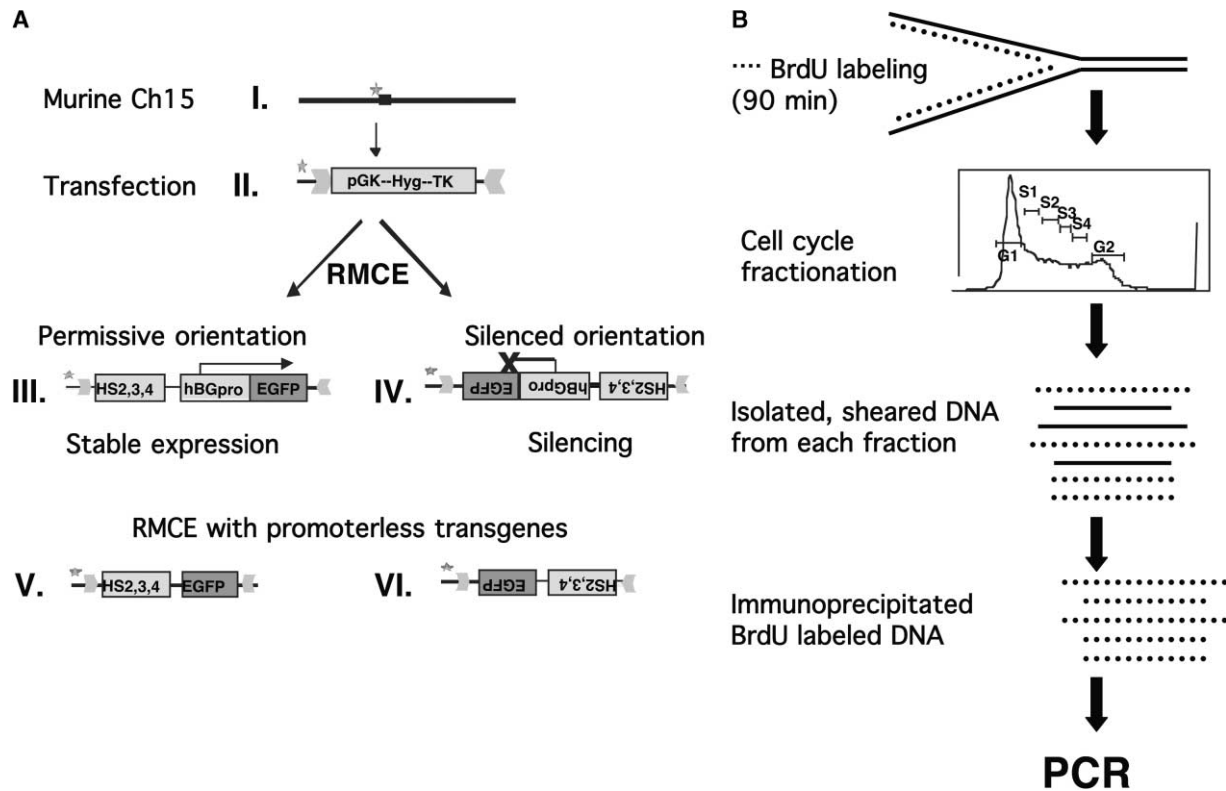 A
Murine Ch15 I.
Transfection II. pGK--Hyg--TK
RMCE
Permissive orientation
III. HS2,3,4 hBGpro EGFP
Stable expression
Silenced orientation
IV. X EGFP hBGpro HS2,3,4
Silencing
RMCE with promoterless transgenes
V. HS2,3,4 EGFP
VI. EGFP HS2,3,4
B
BrdU labeling
(90 min)
Cell cycle
fractionation
S1
S2
S3
S4
G1
G2
Isolated, sheared DNA
from each fraction
Immunoprecipitated
BrdU labeled DNA
PCR